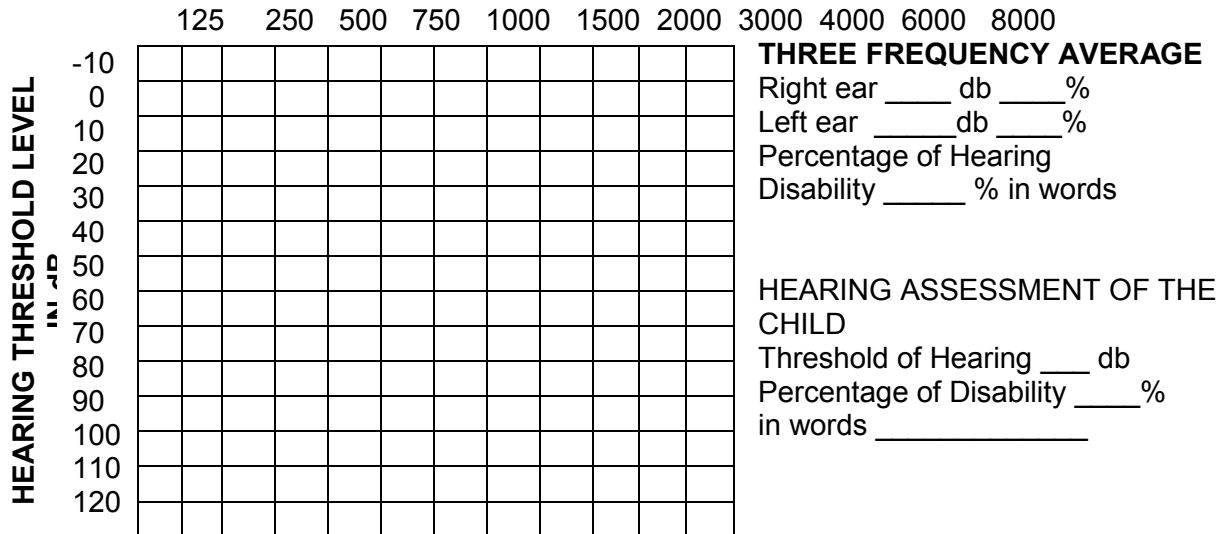 125 250 500 750 1000 1500 2000 3000 4000 6000 8000
HEARING THRESHOLD LEVEL
IN dB
-10
0
10
20
30
40
50
60
70
80
90
100
110
120
THREE FREQUENCY AVERAGE
Right ear ____ db ____%
Left ear _____db ____%
Percentage of Hearing
Disability _____ % in words
HEARING ASSESSMENT OF THE
CHILD
Threshold of Hearing ___ db
Percentage of Disability ____%
in words _____________